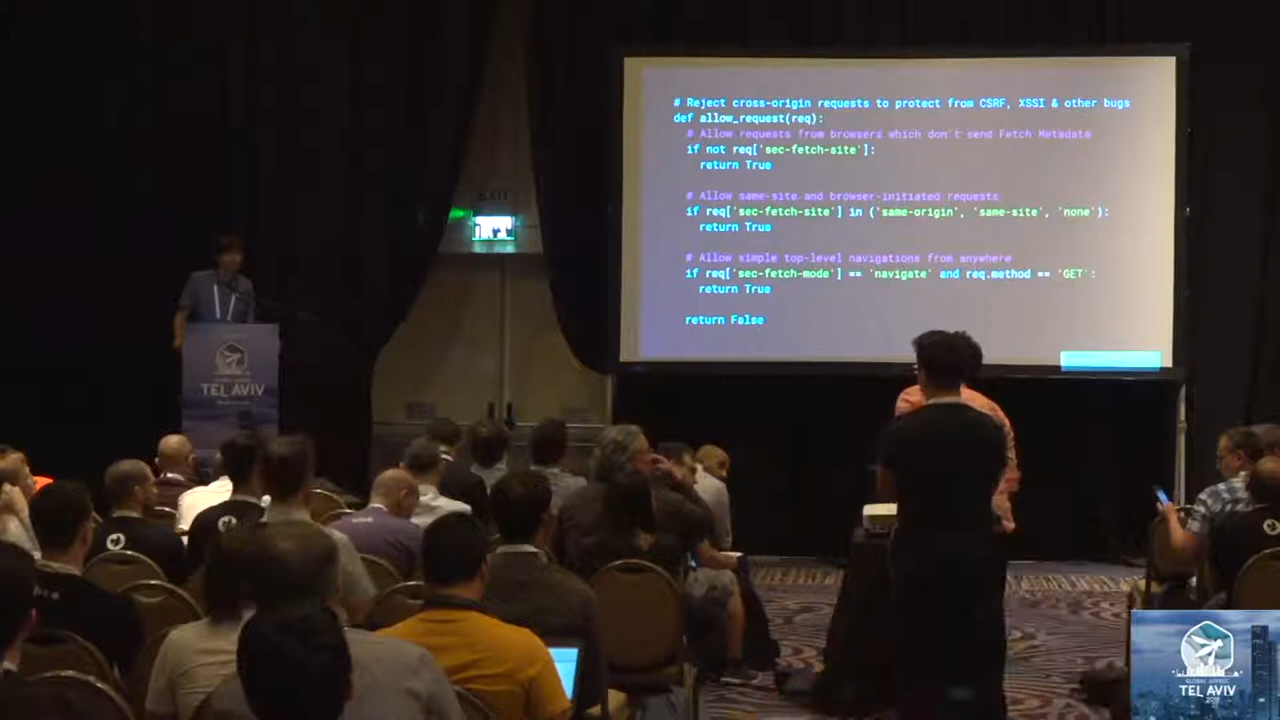 # Reject cross-origin requests to protect from CSRF, XSSI & other bugs
def allow_request(req):
# Allow requests from browsers which don't send Fetch Metadata
if not req['sec-fetch-site']:
return True
# Allow same-site and browser-initiated requests
if req['sec-fetch-site'] in ('same-origin', 'same-site', 'none'):
return True
# Allow simple top-level navigations from anywhere
if req['sec-fetch-mode'] == 'navigate' and req.method == 'GET':
return True
return False
EXIT
TEL AVIV
GLOBAL APPSEC
TEL AVIV